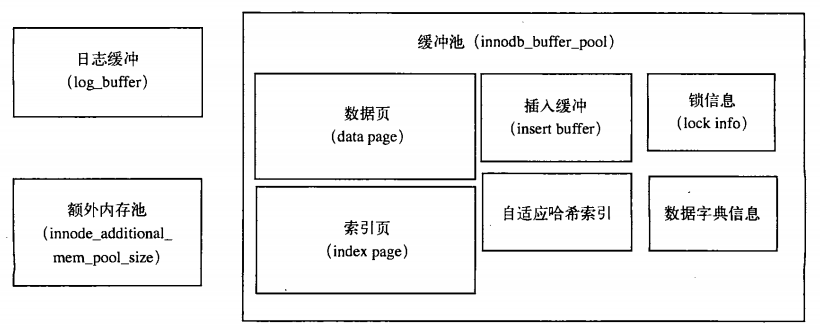 日志缓冲
(log_buffer)
额外内存池
(innode_additional_
mem_pool_size)
缓冲池 (innodb_buffer_pool)
数据页
(data page)
插入缓冲
(insert buffer)
锁信息
(lock info)
索引页
(index page)
自适应哈希索引
数据字典信息